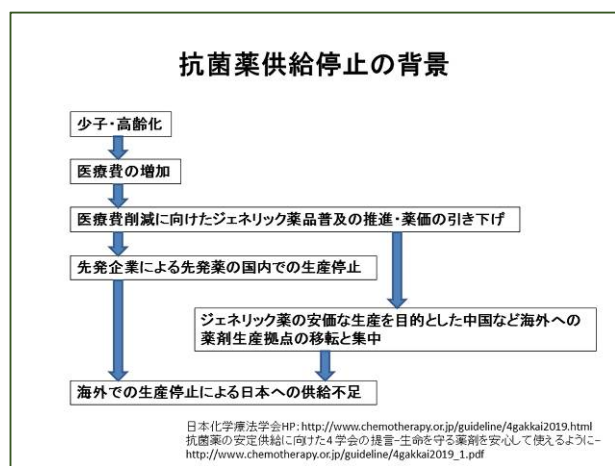 抗菌薬供給停止の背景
少子・高齢化
医療費の増加
医療費削減に向けたジェネリック薬品普及の推進・薬価の引き下げ
先発企業による先発薬の国内での生産停止
ジェネリック薬の安価な生産を目的とした中国など海外への
薬剤生産拠点の移転と集中
海外での生産停止による日本への供給不足
日本化学療法学会HP:http://www.chemotherapy.or.jp/guideline/4gakkai2019.html
抗菌薬の安定供給に向けた4学会の提言–生命を守る薬剤を安心して使えるように–
http://www.chemotherapy.or.jp/guideline/4gakkai2019_1.pdf